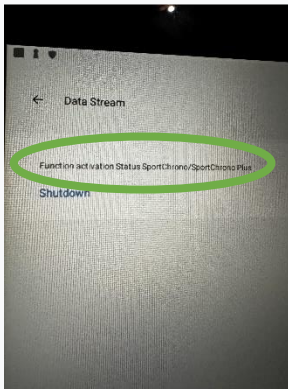 ← Data Stream
Function activation Status SportChrono/SportChrono Plus
Shutdown